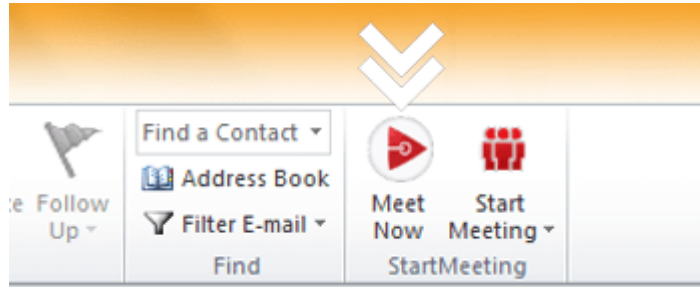 Find a Contact
Address Book
Filter E-mail
Find
Follow
Up
Meet
Now
Start
Meeting
StartMeeting